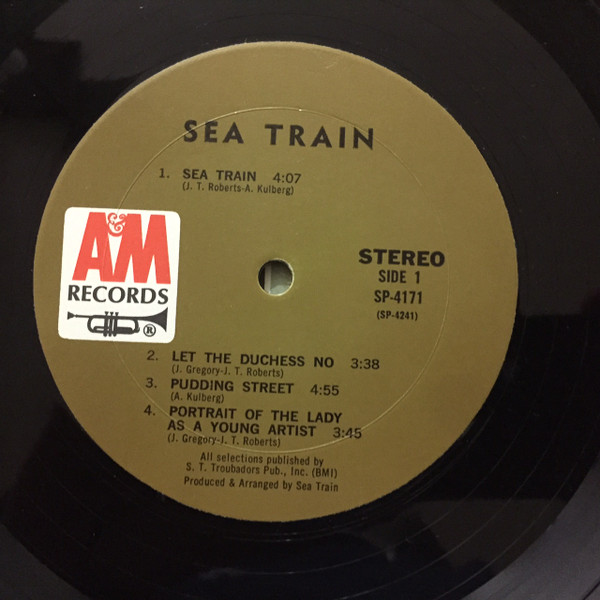 SEA TRAIN
1. SEA TRAIN 4:07
(J. T. Roberts-A. Kulberg)
A&M
RECORDS
®
STEREO
SIDE 1
SP-4171
(SP-4241)
2. LET THE DUCHESS NO 3:38
(J. Gregory-J. T. Roberts)
3. PUDDING STREET 4:55
(A. Kulberg)
4. PORTRAIT OF THE LADY
AS A YOUNG ARTIST 3:45
(J. Gregory-J. T. Roberts)
All selections published by
S. T. Troubadors Pub., Inc. (BMI)
Produced & Arranged by Sea Train